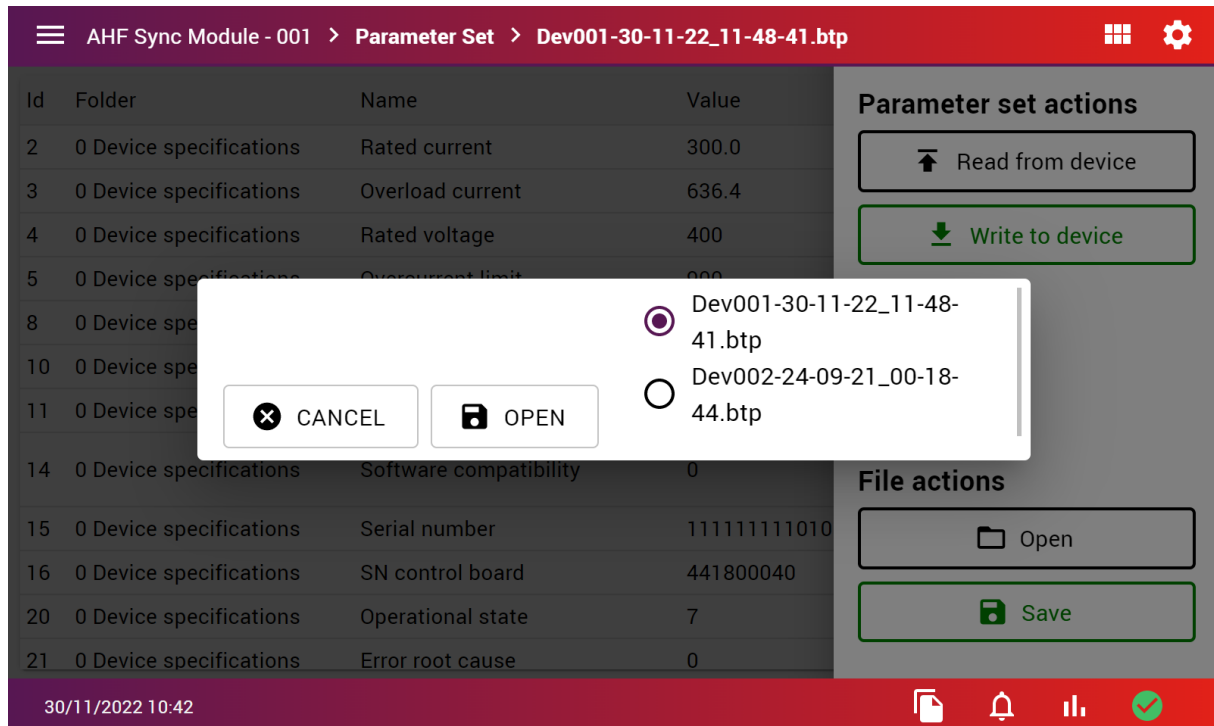 AHF Sync Module - 001 > Parameter Set > Dev001-30-11-22_11-48-41.btp
Id Folder Name Value
2 0 Device specifications Rated current 300.0
3 0 Device specifications Overload current 636.4
4 0 Device specifications Rated voltage 400
5 0 Device specifications Overcurrent limit 900
8 0 Device spe
10 0 Device spe
11 0 Device spe
14 0 Device specifications Software compatibility 0
15 0 Device specifications Serial number 111111111010
16 0 Device specifications SN control board 441800040
20 0 Device specifications Operational state 7
21 0 Device specifications Error root cause 0
Dev001-30-11-22_11-48-
41.btp
Dev002-24-09-21_00-18-
44.btp
CANCEL
OPEN
Parameter set actions
Read from device
Write to device
File actions
Open
Save
30/11/2022 10:42